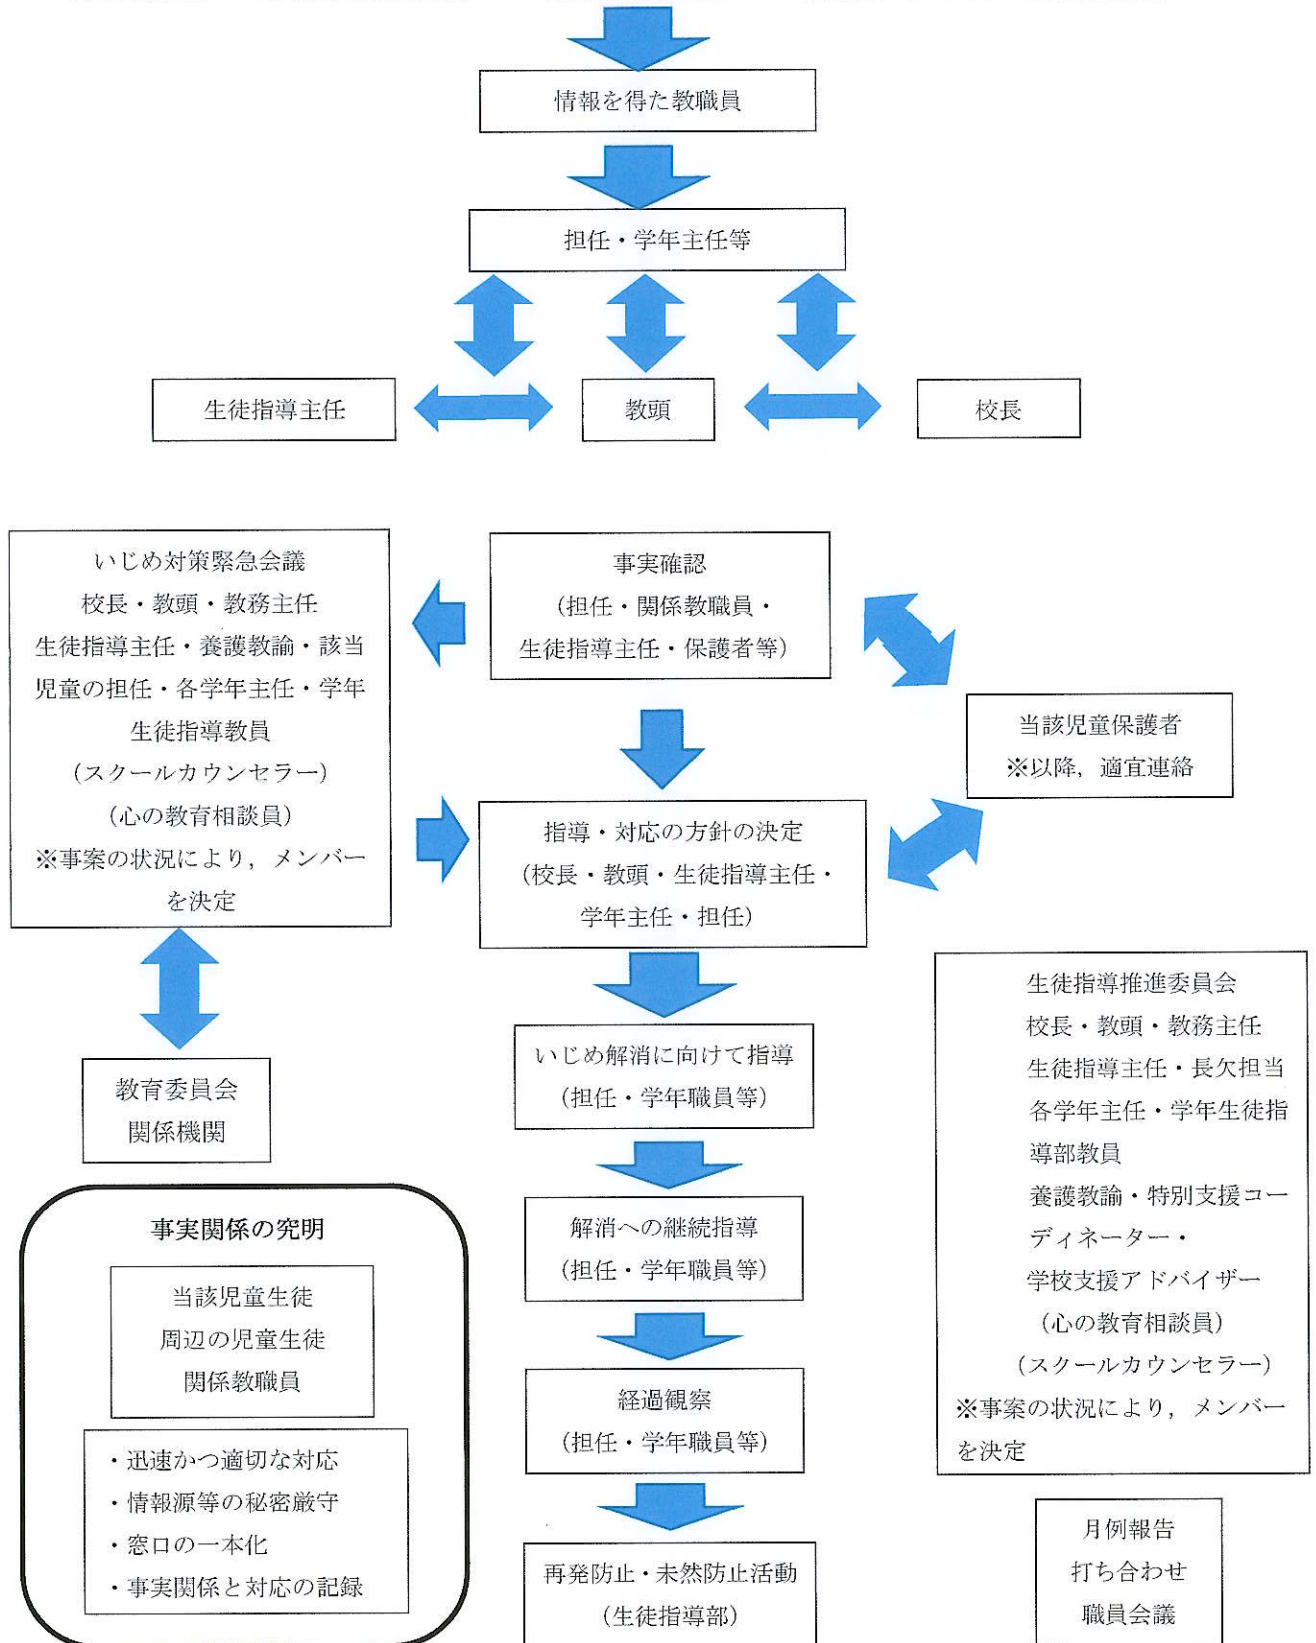 情報を得た教職員
担任・学年主任等
生徒指導主任
教頭
校長
いじめ対策緊急会議
校長・教頭・教務主任
生徒指導主任・養護教諭・該当
児童の担任・各学年主任・学年
生徒指導教員
（スクールカウンセラー）
（心の教育相談員）
※事案の状況により，メンバー
を決定
事実確認
（担任・関係教職員・
生徒指導主任・保護者等）
当該児童保護者
※以降，適宜連絡
指導・対応の方針の決定
（校長・教頭・生徒指導主任・
学年主任・担任）
教育委員会
関係機関
いじめ解消に向けて指導
（担任・学年職員等）
解消への継続指導
（担任・学年職員等）
経過観察
（担任・学年職員等）
再発防止・未然防止活動
（生徒指導部）
事実関係の究明
当該児童生徒
周辺の児童生徒
関係教職員
・迅速かつ適切な対応
・情報源等の秘密厳守
・窓口の一本化
・事実関係と対応の記録
生徒指導推進委員会
校長・教頭・教務主任
生徒指導主任・長欠担当
各学年主任・学年生徒指
導部教員
養護教諭・特別支援コー
ディネーター・
学校支援アドバイザー
（心の教育相談員）
（スクールカウンセラー）
※事案の状況により，メンバー
を決定
月例報告
打ち合わせ
職員会議